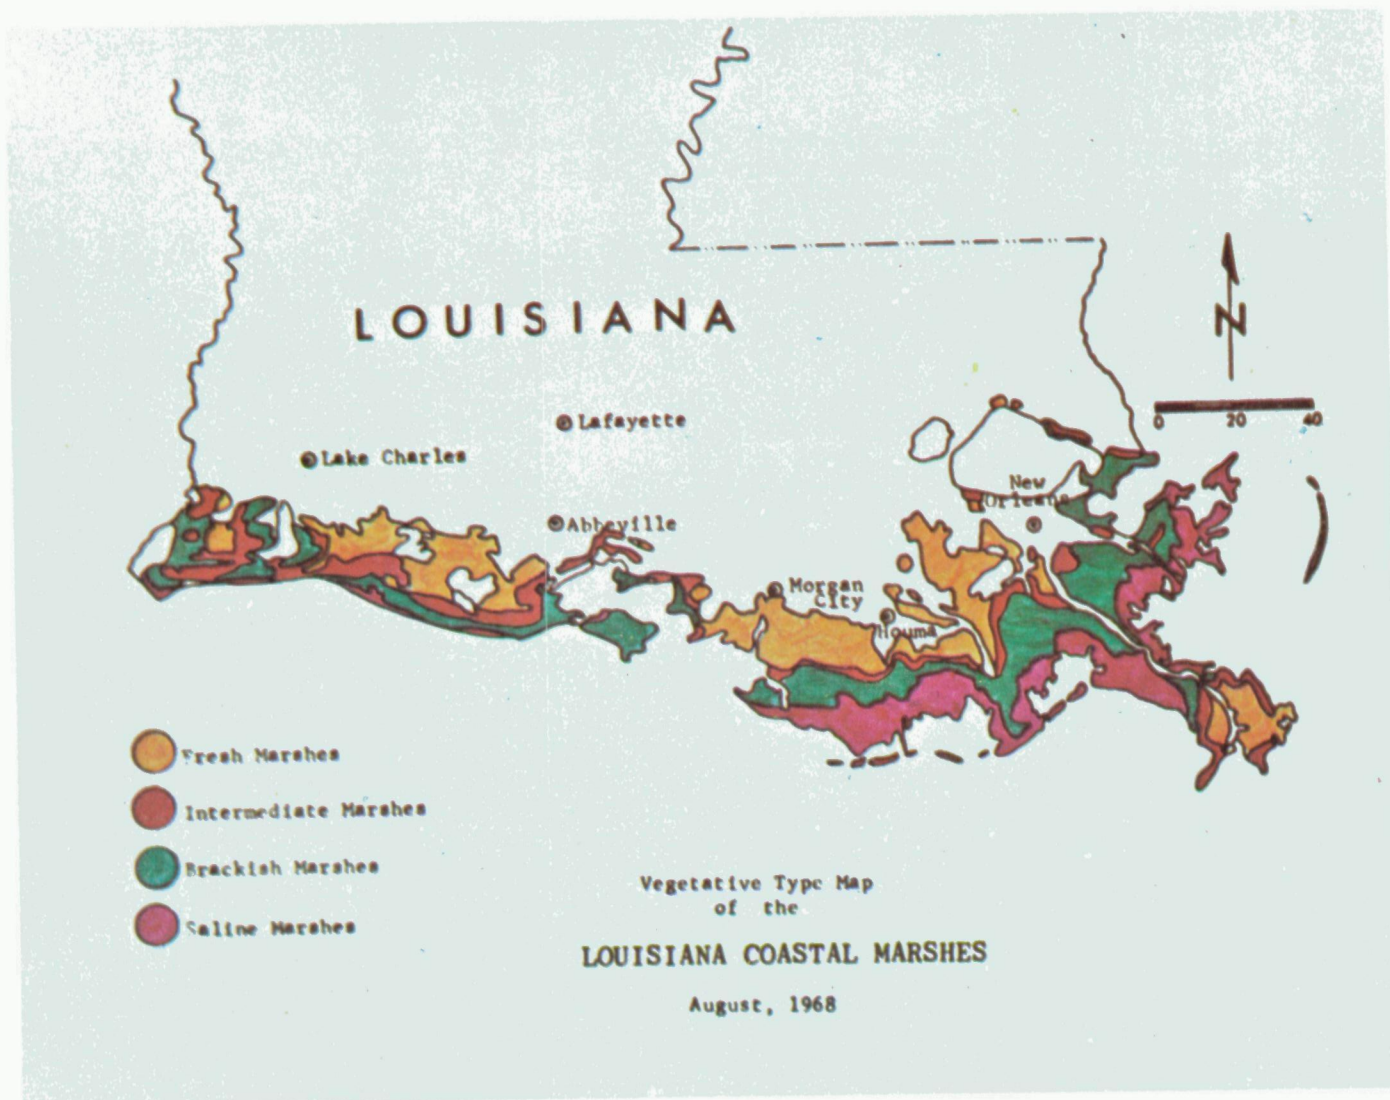 LOUISIANA
N
0 20 40
Lafayette
Lake Charles
New
Orleans
Abbeville
Morgan
City
Houma
Fresh Marshes
Intermediate Marshes
Brackish Marshes
Saline Marshes
Vegetative Type Map
of the
LOUISIANA COASTAL MARSHES
August, 1968